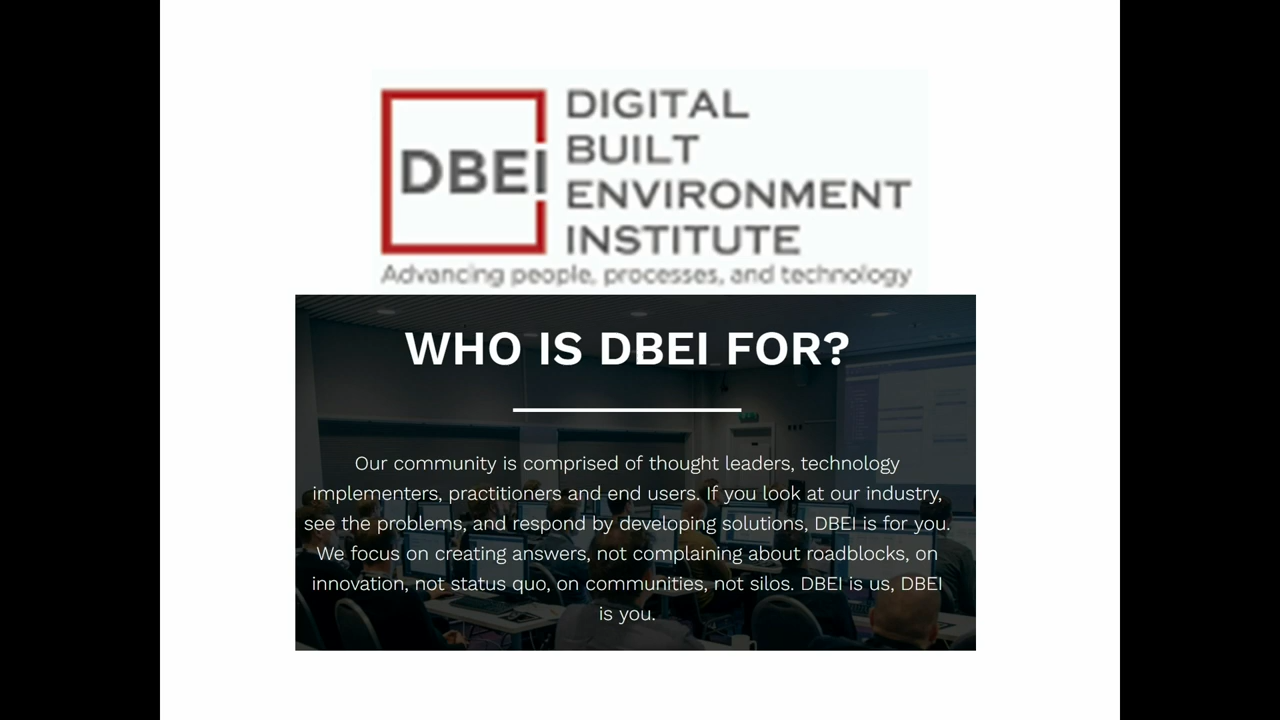 DBEI
DIGITAL
BUILT
ENVIRONMENT
INSTITUTE
Advancing people, processes, and technology
WHO IS DBEI FOR?
Our community is comprised of thought leaders, technology
implementers, practitioners and end users. If you look at our industry,
see the problems, and respond by developing solutions, DBEI is for you.
We focus on creating answers, not complaining about roadblocks, on
innovation, not status quo, on communities, not silos. DBEI is us, DBEI
is you.